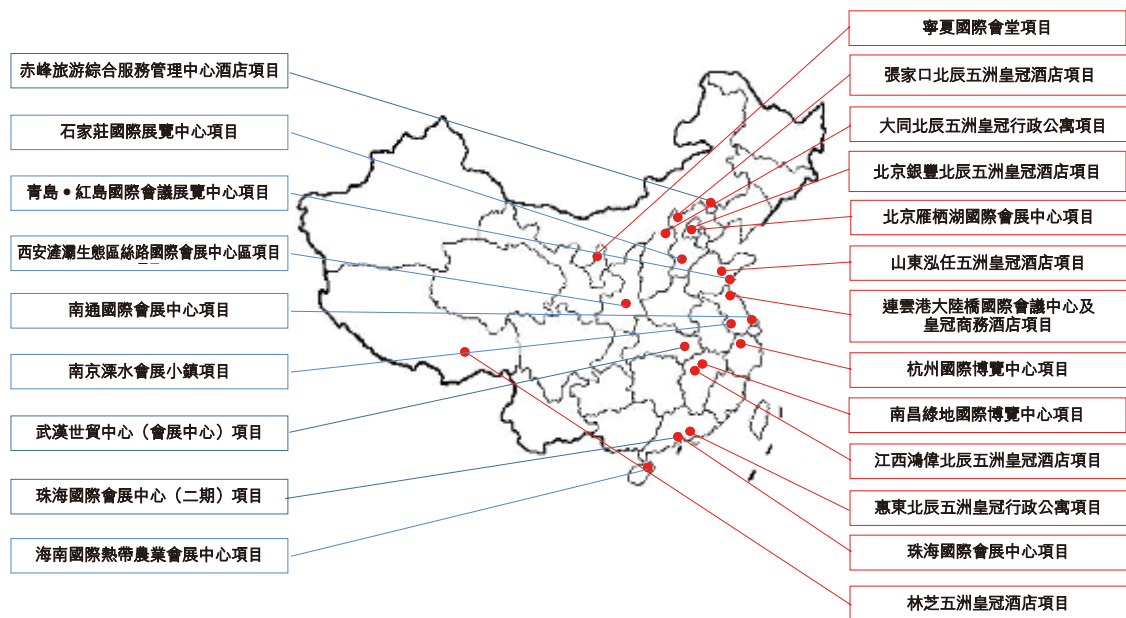 赤峰旅游綜合服務管理中心酒店項目
石家莊國際展覽中心項目
青島•紅島國際會議展覽中心項目
西安滻灞生態區絲路國際會展中心區項目
南通國際會展中心項目
南京溧水會展小鎮項目
武漢世貿中心（會展中心）項目
珠海國際會展中心（二期）項目
海南國際熱帶農業會展中心項目
寧夏國際會堂項目
張家口北辰五洲皇冠酒店項目
大同北辰五洲皇冠行政公寓項目
北京銀豐北辰五洲皇冠酒店項目
北京雁栖湖國際會展中心項目
山東泓任五洲皇冠酒店項目
連雲港大陸橋國際會議中心及
皇冠商務酒店項目
杭州國際博覽中心項目
南昌綠地國際博覽中心項目
江西鴻偉北辰五洲皇冠酒店項目
惠東北辰五洲皇冠行政公寓項目
珠海國際會展中心項目
林芝五洲皇冠酒店項目